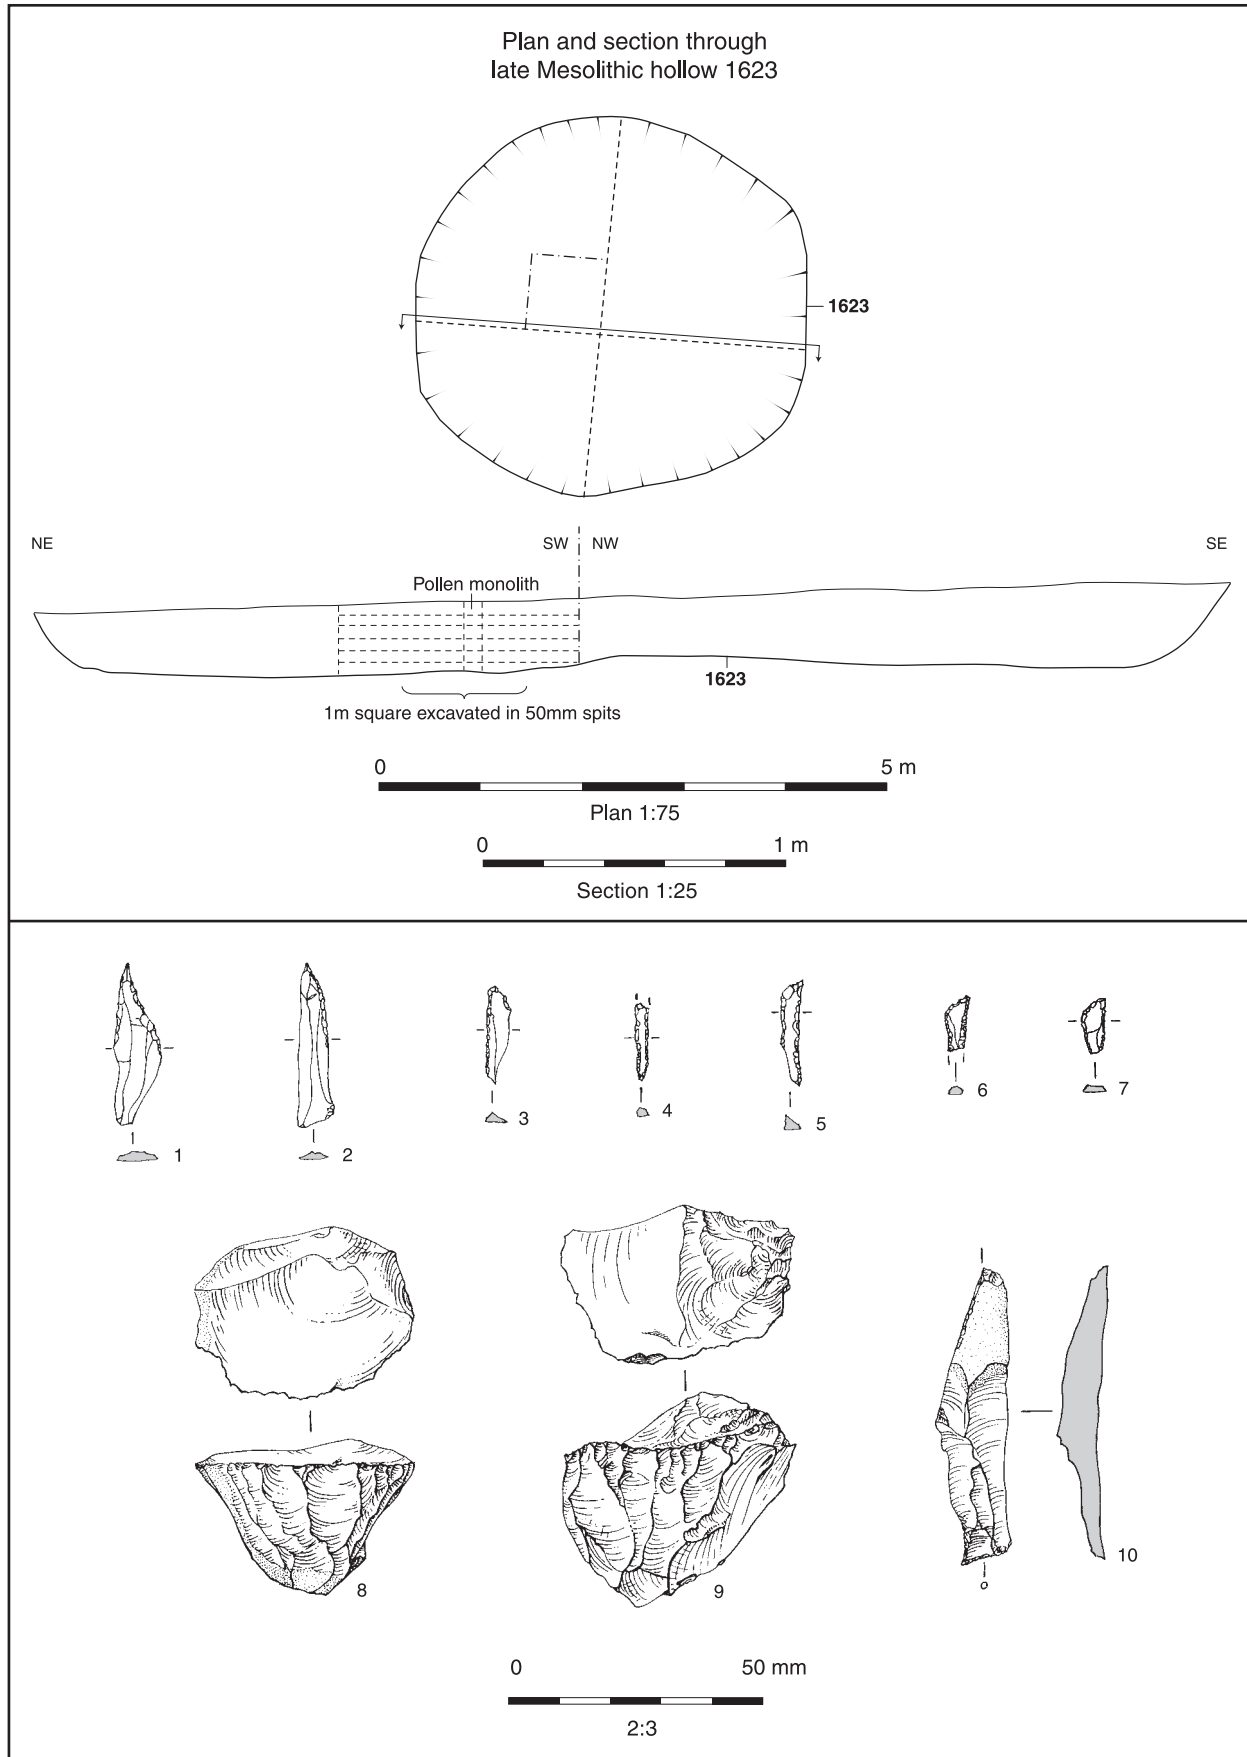 Plan and section through
late Mesolithic hollow 1623
1623
NE
SW
NW
SE
Pollen monolith
1623
1m square excavated in 50mm spits
0
5 m
Plan 1:75
0
1 m
Section 1:25
1
2
3
4
5
6
7
8
9
10
0
50 mm
2:3